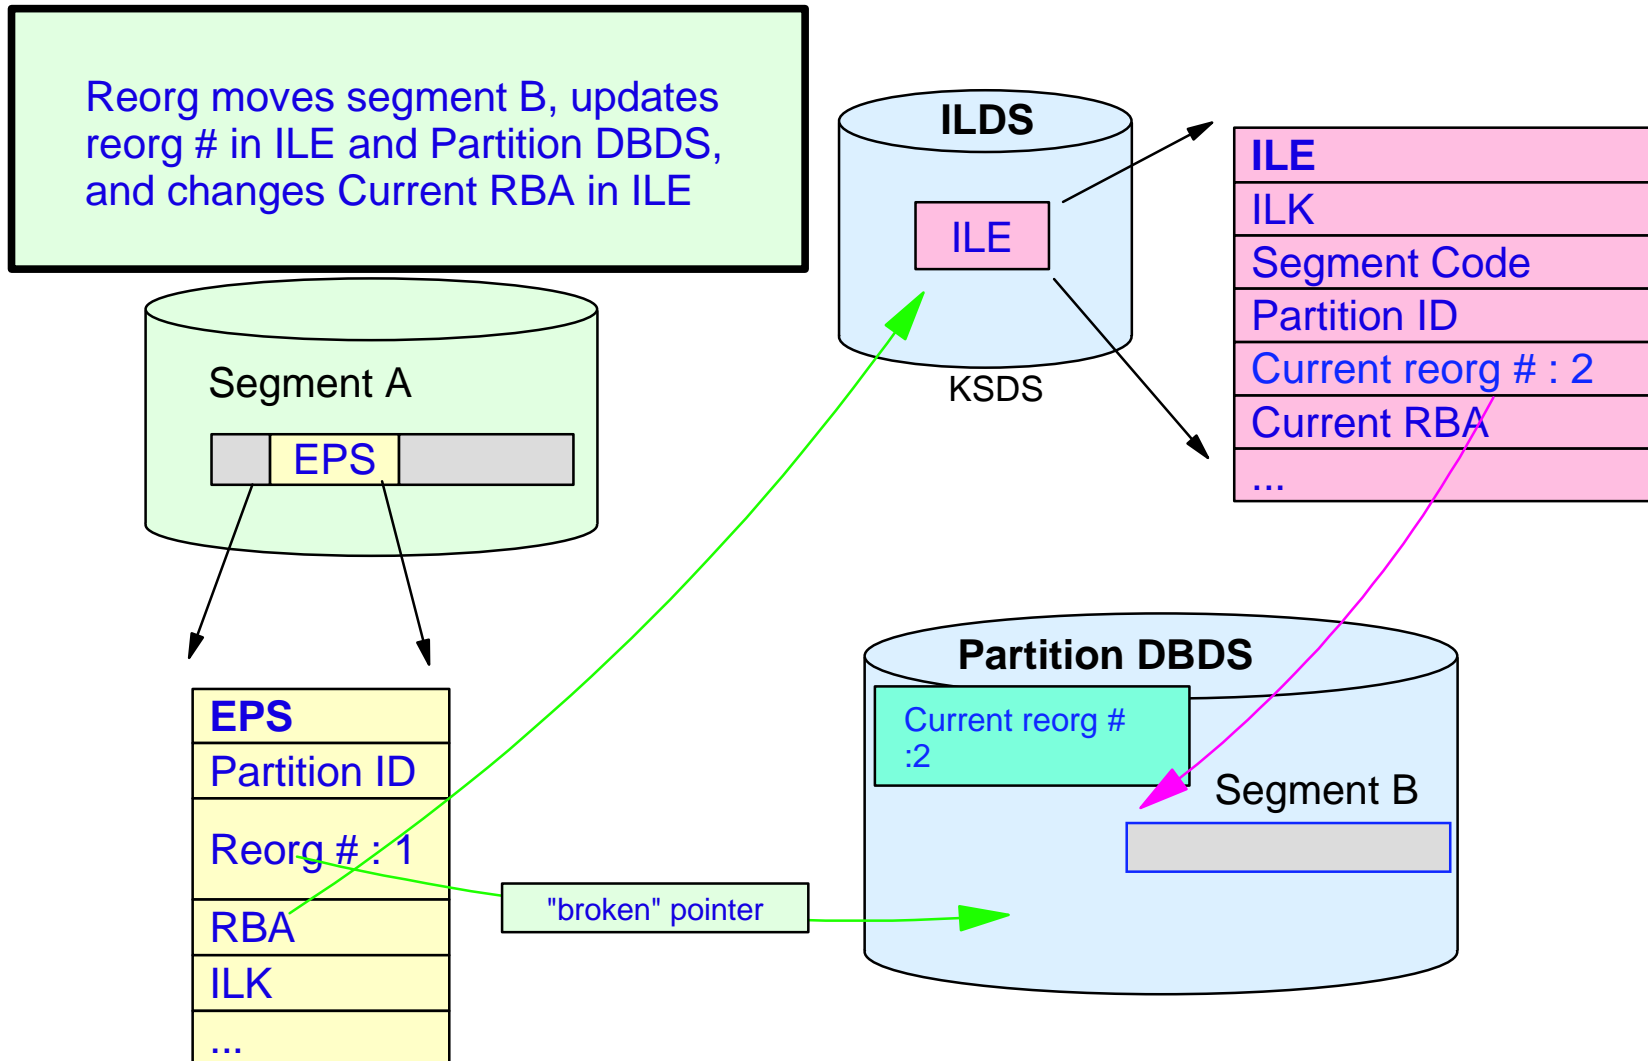 Reorg moves segment B, updates
reorg # in ILE and Partition DBDS,
and changes Current RBA in ILE
ILDS
ILE
KSDS
ILE
ILK
Segment Code
Partition ID
Current reorg # : 2
Current RBA
...
Segment A
EPS
EPS
Partition ID
Reorg # : 1
RBA
ILK
...
"broken" pointer
Partition DBDS
Current reorg #
:2
Segment B